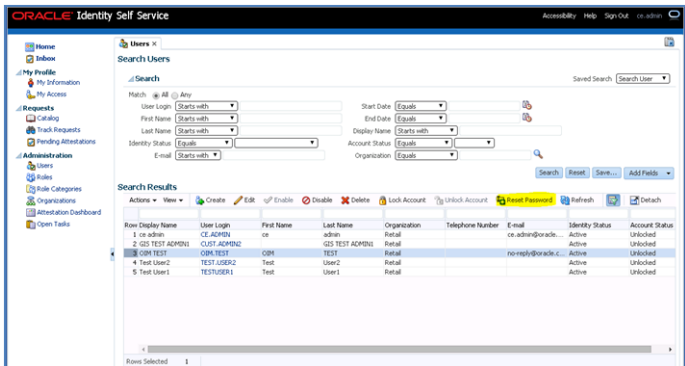 ORACLE Identity Self Service
Accessibility Help Sign Out ce.admin
Home
Inbox
My Profile
My Information
My Access
Requests
Catalog
Track Requests
Pending Attestations
Administration
Users
Roles
Role Categories
Organizations
Attestation Dashboard
Open Tasks
Users
Search Users
Search
Saved Search Search User
Match All Any
User Login Starts with Start Date Equals
First Name Starts with End Date Equals
Last Name Starts with Display Name Starts with
Identity Status Equals Account Status Equals
E-mail Starts with Organization Equals
Search Reset Save... Add Fields
Search Results
Actions View Create Edit Enable Disable Delete Lock Account Unlock Account Reset Password Refresh Detach
Row Display Name User Login First Name Last Name Organization Telephone Number E-mail Identity Status Account Status
1 ce admin CE.ADMIN ce admin Retail ce.admin@oracle.... Active Unlocked
2 GIS TEST ADMIN1 CUST.ADMIN2 GIS TEST ADMIN1 Retail Active Unlocked
3 OIM TEST OIM.TEST OIM TEST Retail no-reply@oracle.c... Active Unlocked
4 Test User2 TEST.USER2 Test User2 Retail Active Unlocked
5 Test User1 TESTUSER1 Test User1 Retail Active Unlocked
Rows Selected 1